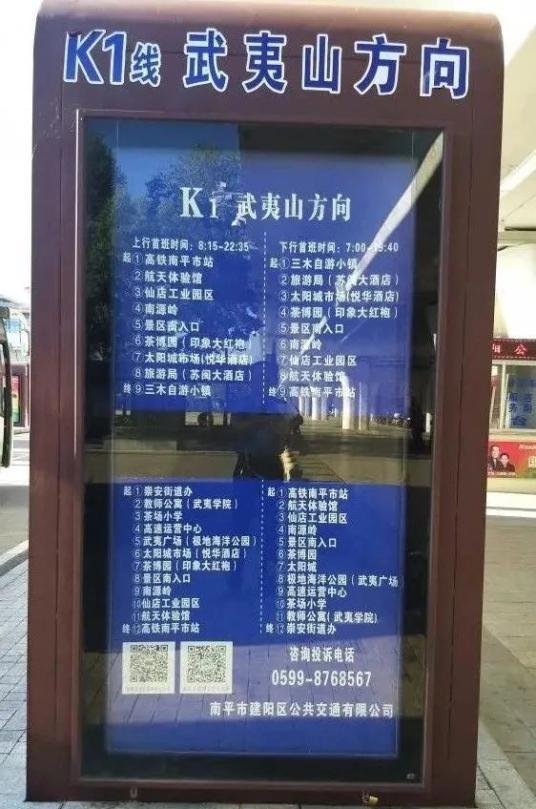 K1线 武夷山方向
K1 武夷山方向
上行首班时间：8:15-22:35
起①高铁南平市站
②航天体验馆
③仙店工业园区
④南源岭
⑤景区南入口
⑥茶博园（印象大红袍）
⑦太阳城市场(悦华酒店)
⑧旅游局（苏闽大酒店）
终⑨三木自游小镇
下行首班时间：7:00-19:40
起①三木自游小镇
②旅游局（苏闽大酒店）
③太阳城市场(悦华酒店)
④茶博园（印象大红袍）
⑤景区南入口
⑥南源岭
⑦仙店工业园区
⑧航天体验馆
终⑨高铁南平市站
起①崇安街道办
②教师公寓（武夷学院）
③茶场小学
④高速运营中心
⑤武夷广场（极地海洋公园）
⑥太阳城市场（悦华酒店）
⑦茶博园（印象大红袍）
⑧景区南入口
⑨南源岭
⑩仙店工业园区
⑪航天体验馆
终⑫高铁南平市站
起①高铁南平市站
②航天体验馆
③仙店工业园区
④南源岭
⑤景区南入口
⑥茶博园
⑦太阳城
⑧极地海洋公园（武夷广场
⑨高速运营中心
⑩茶场小学
⑪教师公寓（武夷学院）
终⑫崇安街道办
咨询投诉电话
0599-8768567
南平市建阳区公共交通有限公司
阳 公